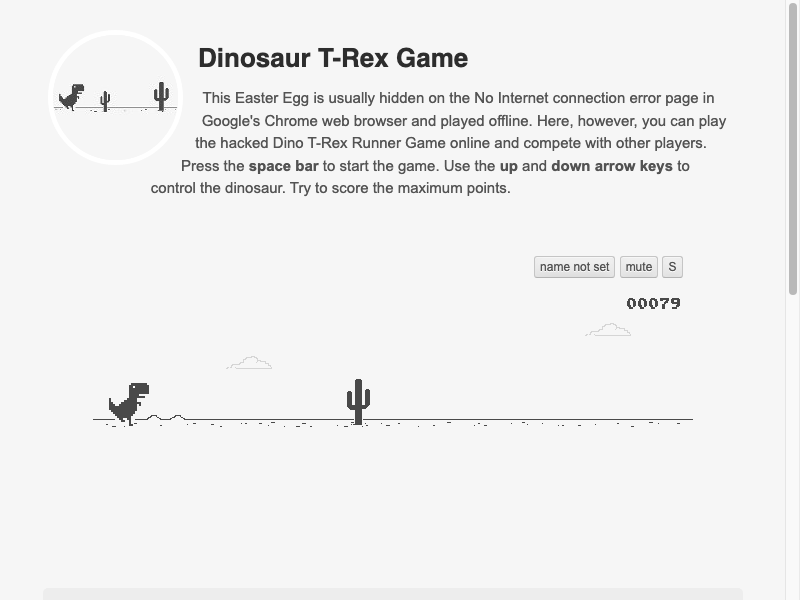 Dinosaur T-Rex Game
This Easter Egg is usually hidden on the No Internet connection error page in
Google's Chrome web browser and played offline. Here, however, you can play
the hacked Dino T-Rex Runner Game online and compete with other players.
Press the space bar to start the game. Use the up and down arrow keys to
control the dinosaur. Try to score the maximum points.
name not set mute S
00079